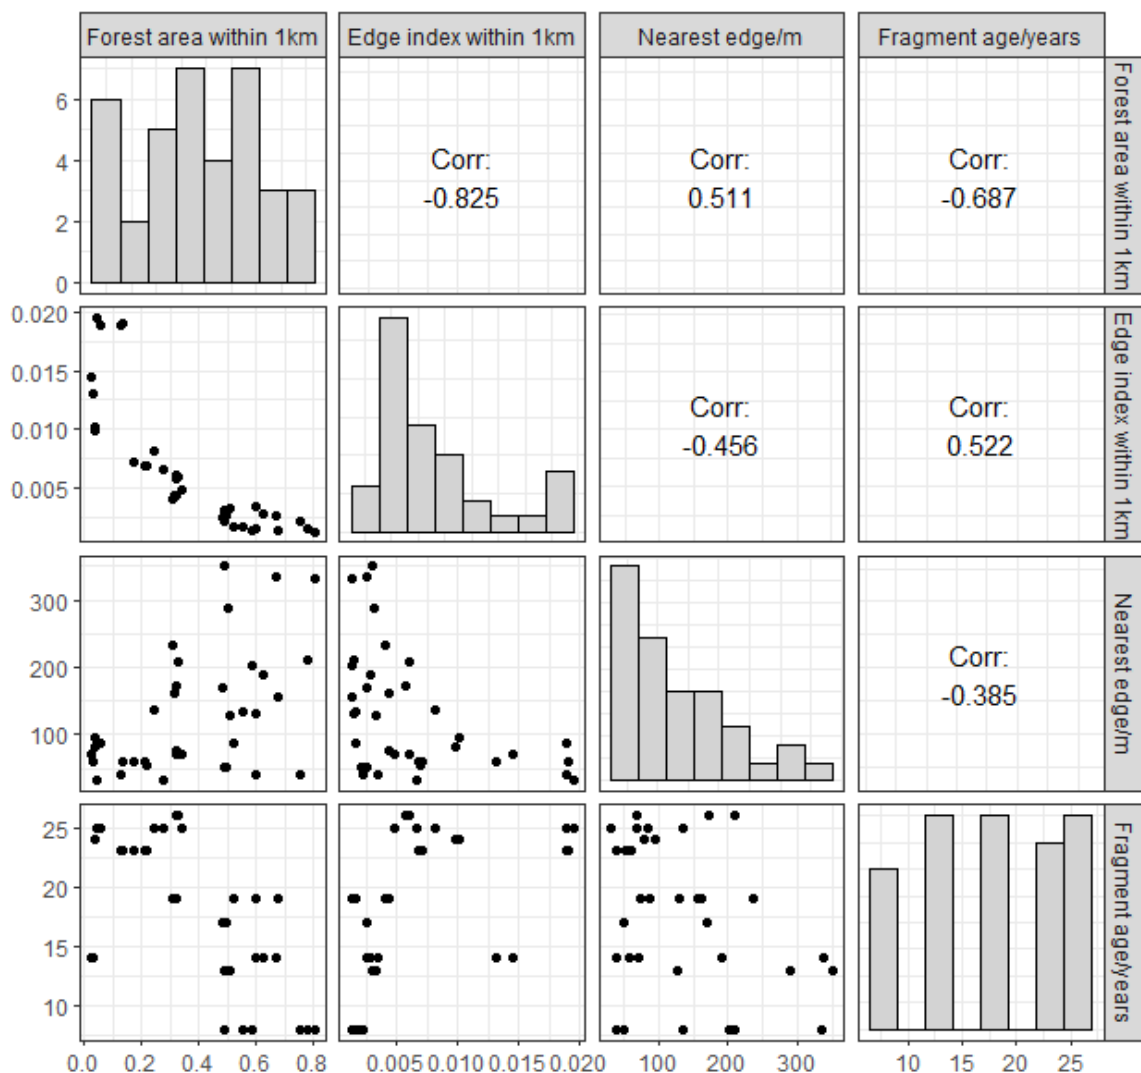 Forest area within 1km
Edge index within 1km
Nearest edge/m
Fragment age/years
6
4
2
0
Corr:
-0.825
Corr:
0.511
Corr:
-0.687
Forest area within 1km
0.020
0.015
0.010
0.005
Corr:
-0.456
Corr:
0.522
Edge index within 1km
300
200
100
Corr:
-0.385
Nearest edge/m
25
20
15
10
Fragment age/years
0.0 0.2 0.4 0.6 0.8
0.005 0.010 0.015 0.020
100 200 300
10 15 20 25